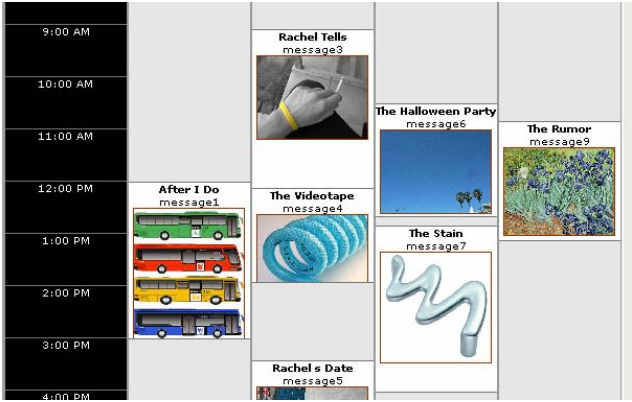 9:00 AM
10:00 AM
11:00 AM
12:00 PM
1:00 PM
2:00 PM
3:00 PM
4:00 PM
After I Do
message1
Rachel Tells
message3
The Videotape
message4
Rachel s Date
message5
The Halloween Party
message6
The Stain
message7
The Rumor
message9